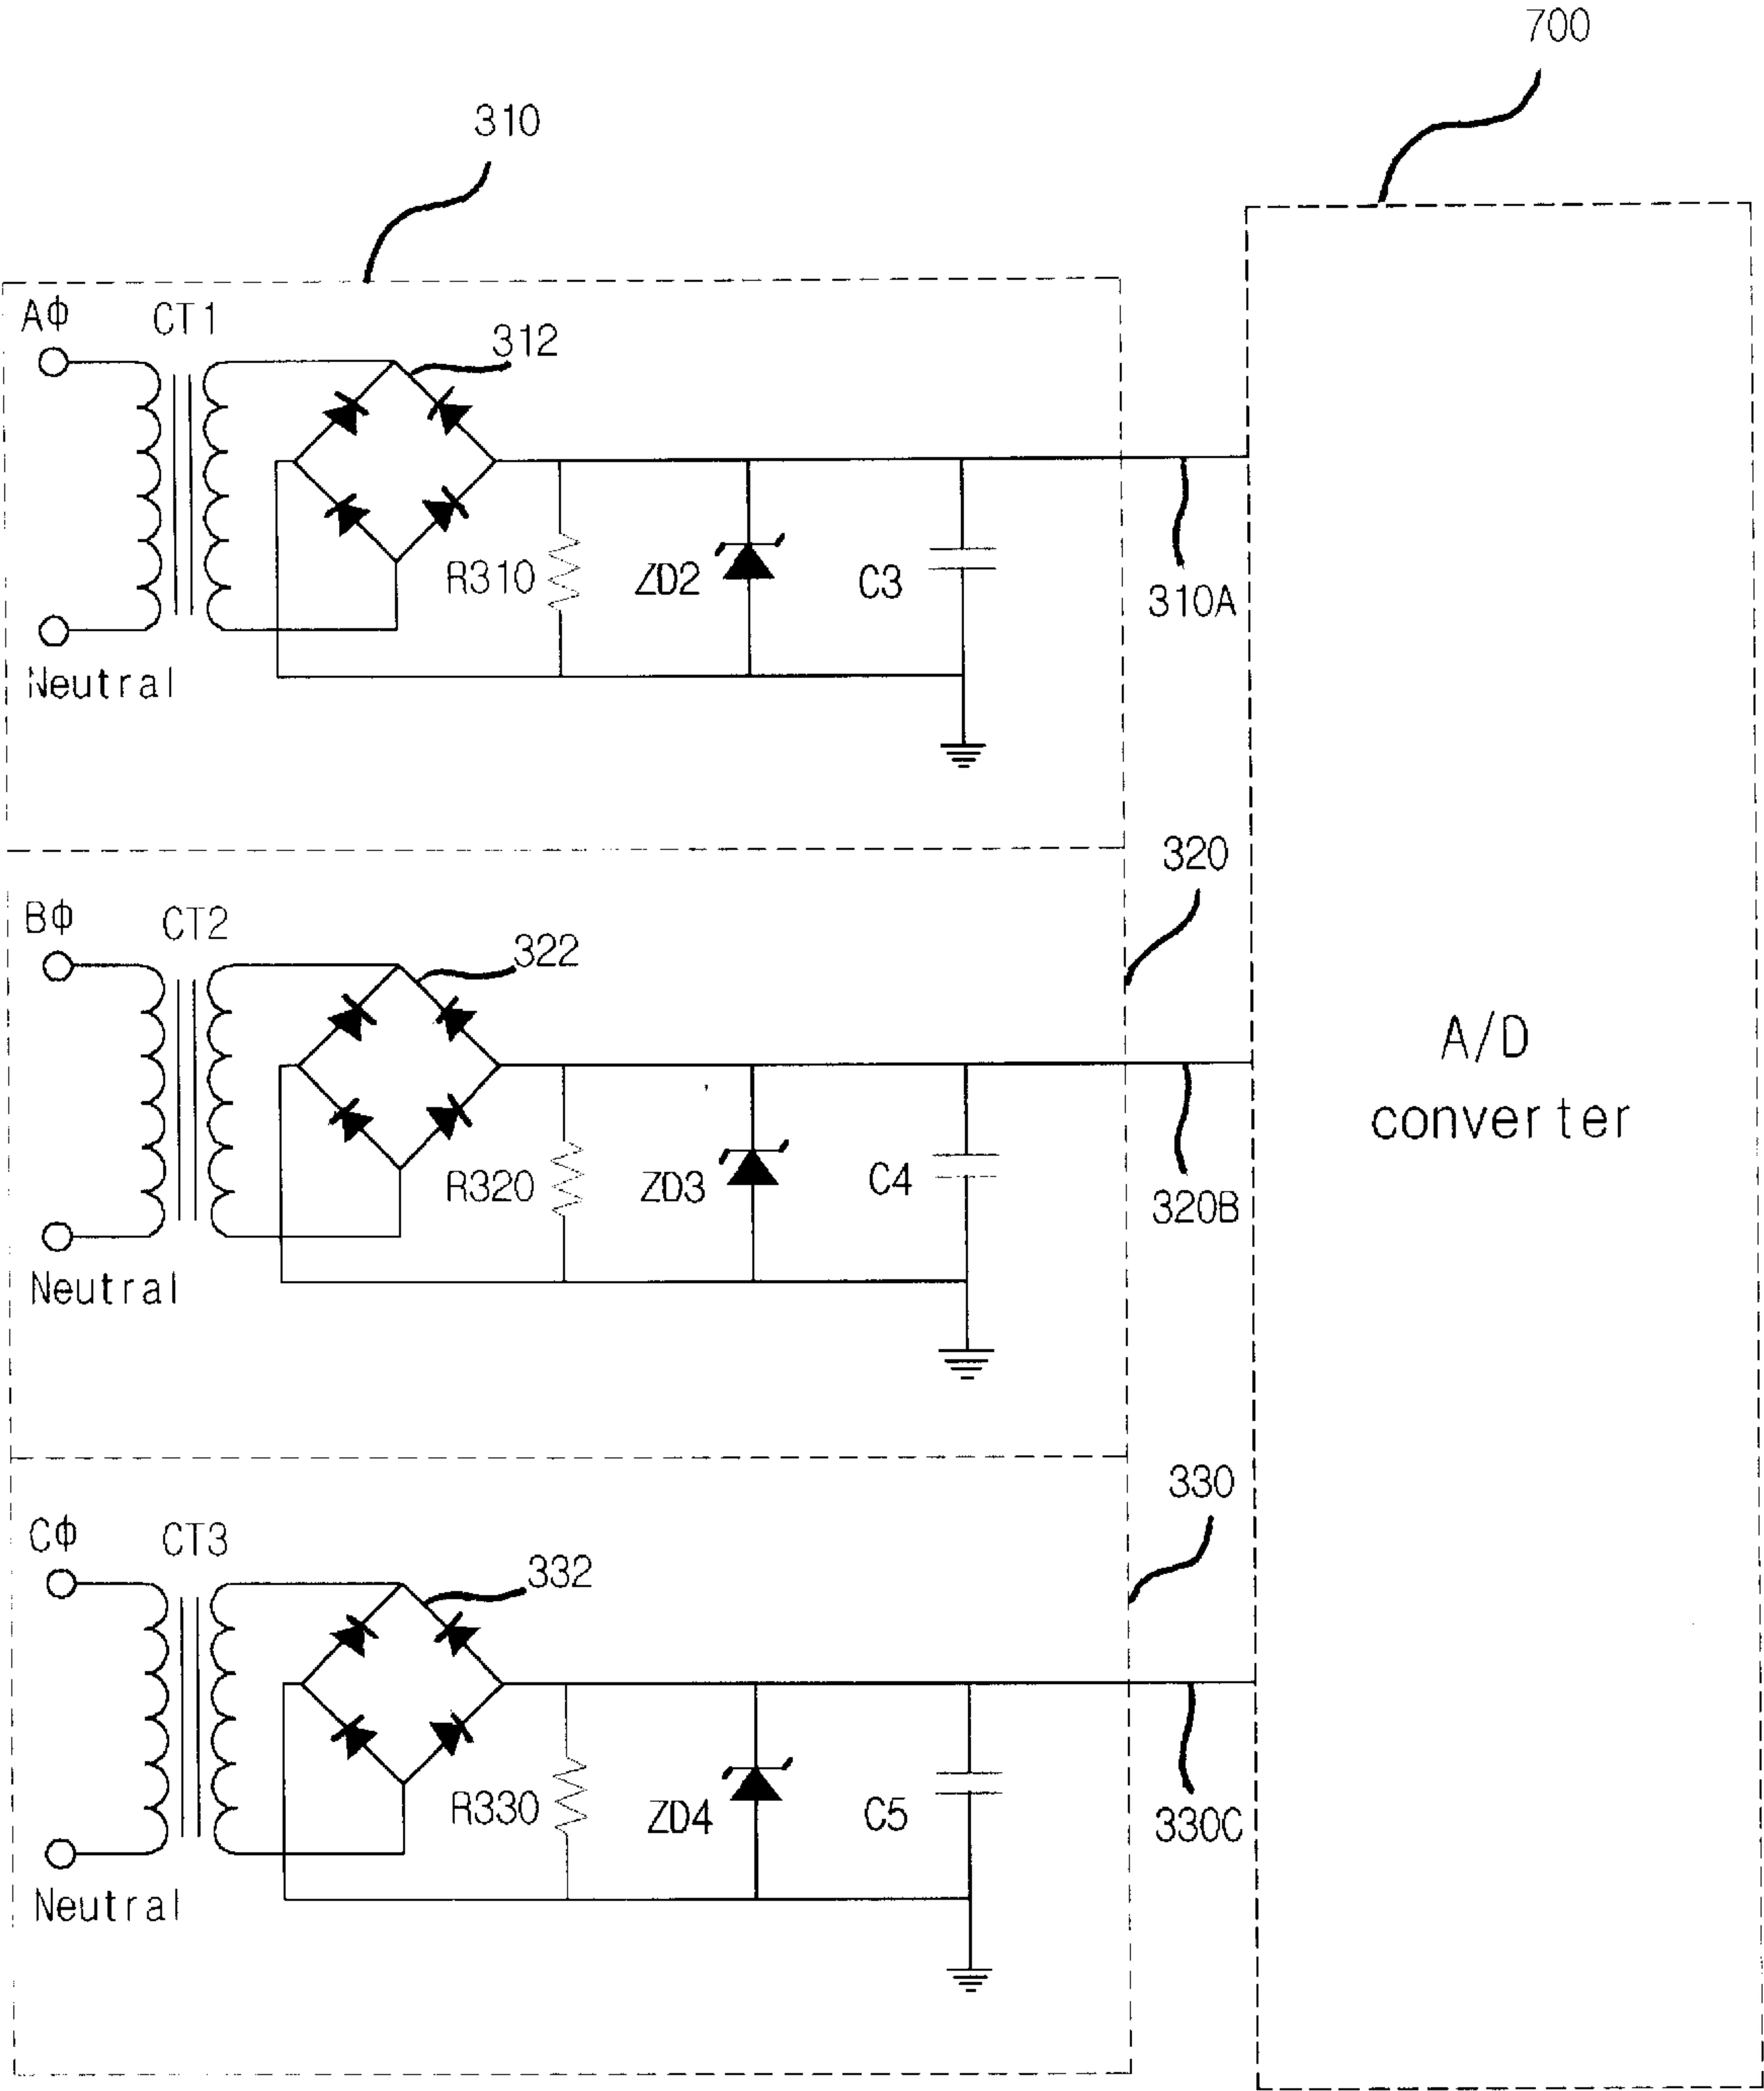 700
310
AΦ
CT1
312
R310
ZD2
C3
310A
Neutral
320
BΦ
CT2
322
A/D
converter
R320
ZD3
C4
320B
Neutral
330
CΦ
CT3
332
R330
ZD4
C5
330C
Neutral